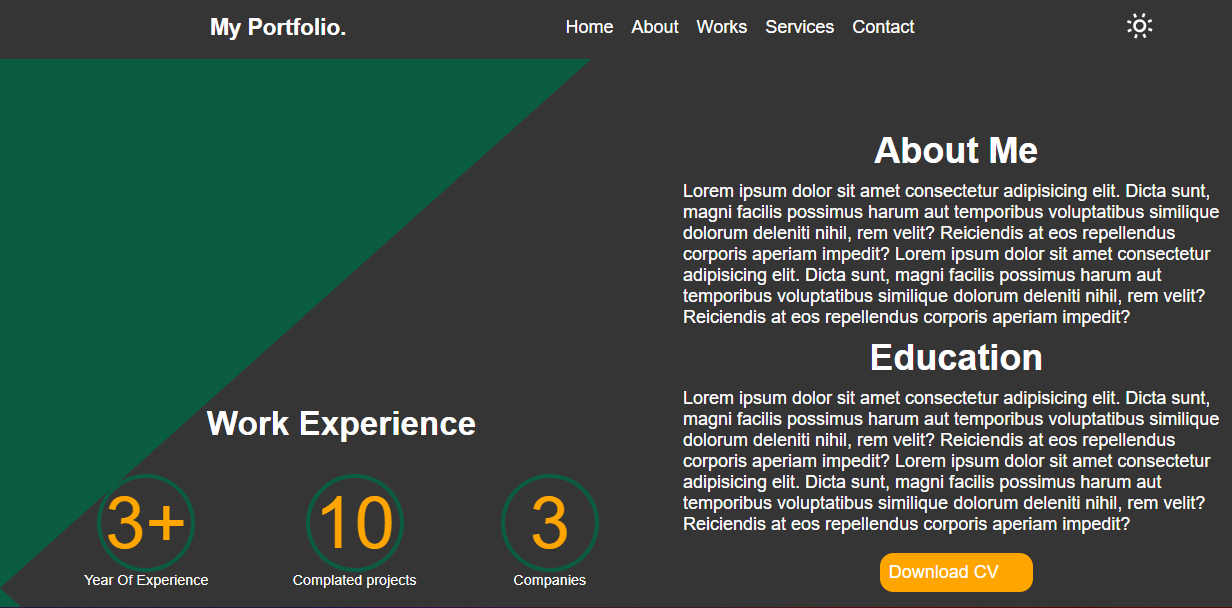 My Portfolio.
Home About Works Services Contact
Work Experience
3+ 10 3
Year Of Experience Complated projects Companies
About Me
Lorem ipsum dolor sit amet consectetur adipisicing elit. Dicta sunt,
magni facilis possimus harum aut temporibus voluptatibus similique
dolorum deleniti nihil, rem velit? Reiciendis at eos repellendus
corporis aperiam impedit? Lorem ipsum dolor sit amet consectetur
adipisicing elit. Dicta sunt, magni facilis possimus harum aut
temporibus voluptatibus similique dolorum deleniti nihil, rem velit?
Reiciendis at eos repellendus corporis aperiam impedit?
Education
Lorem ipsum dolor sit amet consectetur adipisicing elit. Dicta sunt,
magni facilis possimus harum aut temporibus voluptatibus similique
dolorum deleniti nihil, rem velit? Reiciendis at eos repellendus
corporis aperiam impedit? Lorem ipsum dolor sit amet consectetur
adipisicing elit. Dicta sunt, magni facilis possimus harum aut
temporibus voluptatibus similique dolorum deleniti nihil, rem velit?
Reiciendis at eos repellendus corporis aperiam impedit?
Download CV